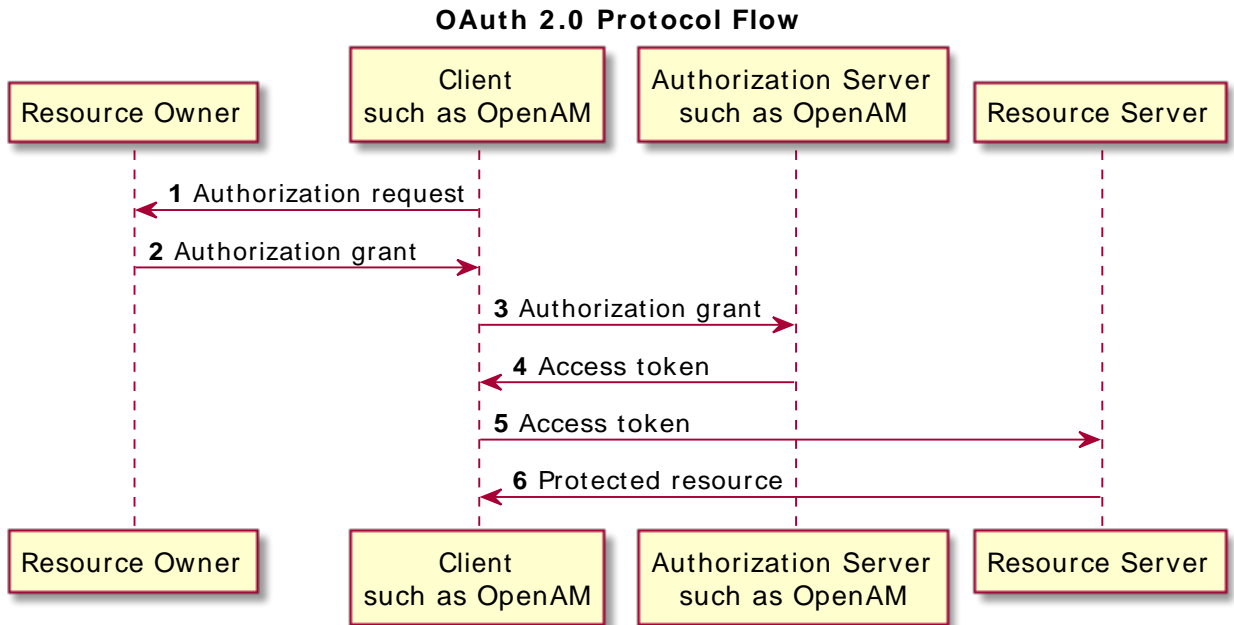 OAuth 2.0 Protocol Flow
Resource Owner
Client
such as OpenAM
Authorization Server
such as OpenAM
Resource Server
1 Authorization request
2 Authorization grant
3 Authorization grant
4 Access token
5 Access token
6 Protected resource
Resource Owner
Client
such as OpenAM
Authorization Server
such as OpenAM
Resource Server